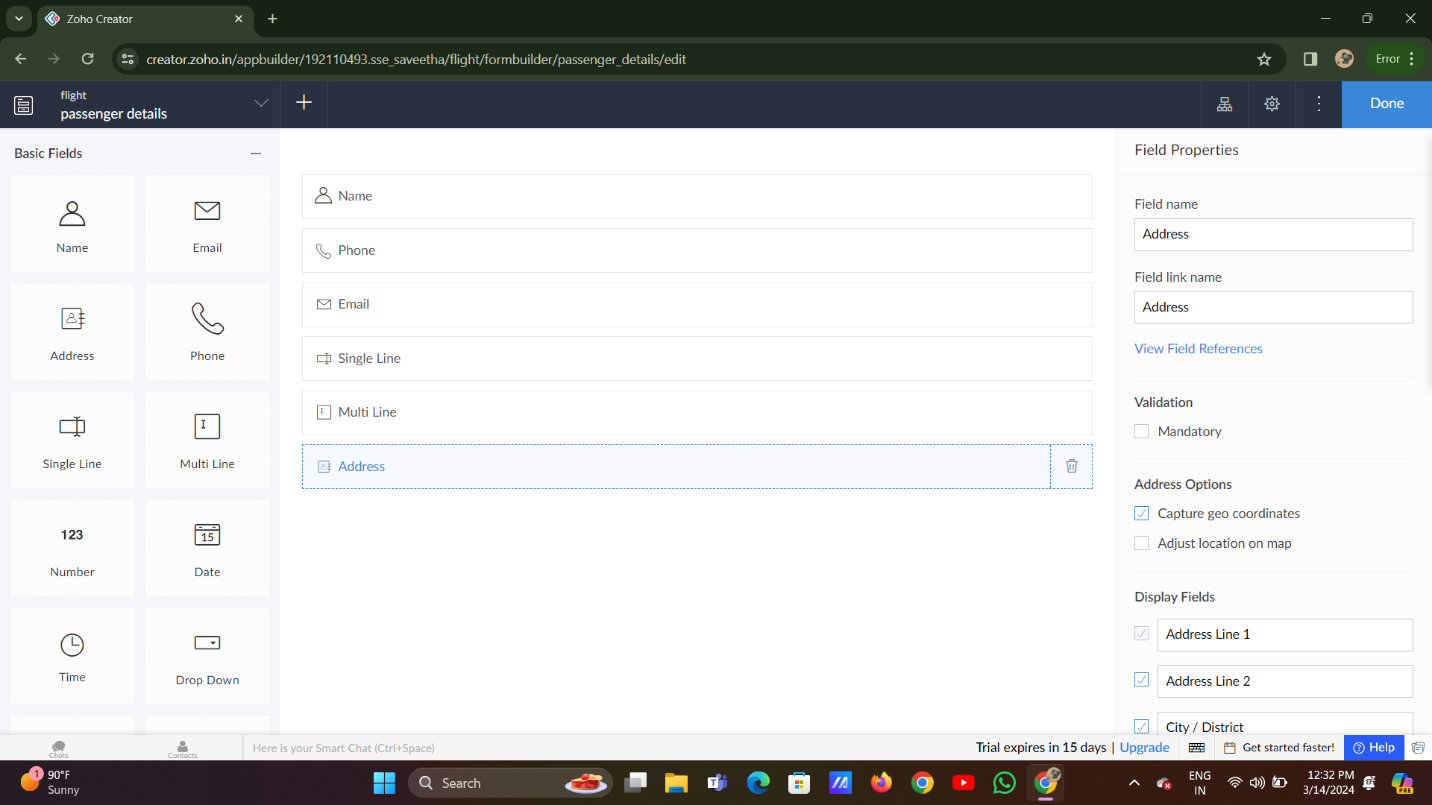 Zoho Creator
creator.zoho.in/appbuilder/192110493.sse_saveetha/flight/formbuilder/passenger_details/edit
Error
flight
passenger details
Done
Basic Fields
Name
Email
Address
Phone
Single Line
Multi Line
123
Number
15
Date
Time
Drop Down
Name
Phone
Email
Single Line
Multi Line
Address
Field Properties
Field name
Address
Field link name
Address
View Field References
Validation
Mandatory
Address Options
Capture geo coordinates
Adjust location on map
Display Fields
Address Line 1
Address Line 2
City / District
Chats
Contacts
Here is your Smart Chat (Ctrl+Space)
Trial expires in 15 days | Upgrade
Get started faster!
Help
1
90°F
Sunny
Search
ENG
IN
12:32 PM
3/14/2024
PRE